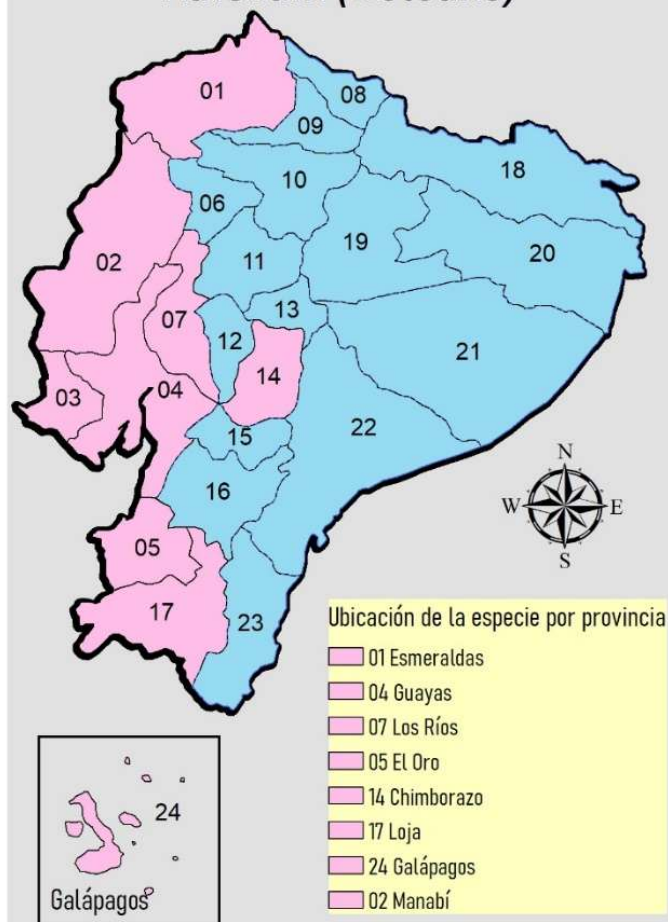 01
08
09
10
18
06
02
11
19
20
07
13
12
21
03
04
14
22
15
16
05
17
23
N
W
E
S
Ubicación de la especie por provincia
01 Esmeraldas
04 Guayas
07 Los Ríos
05 El Oro
14 Chimborazo
17 Loja
24 Galápagos
02 Manabí
24
Galápagos